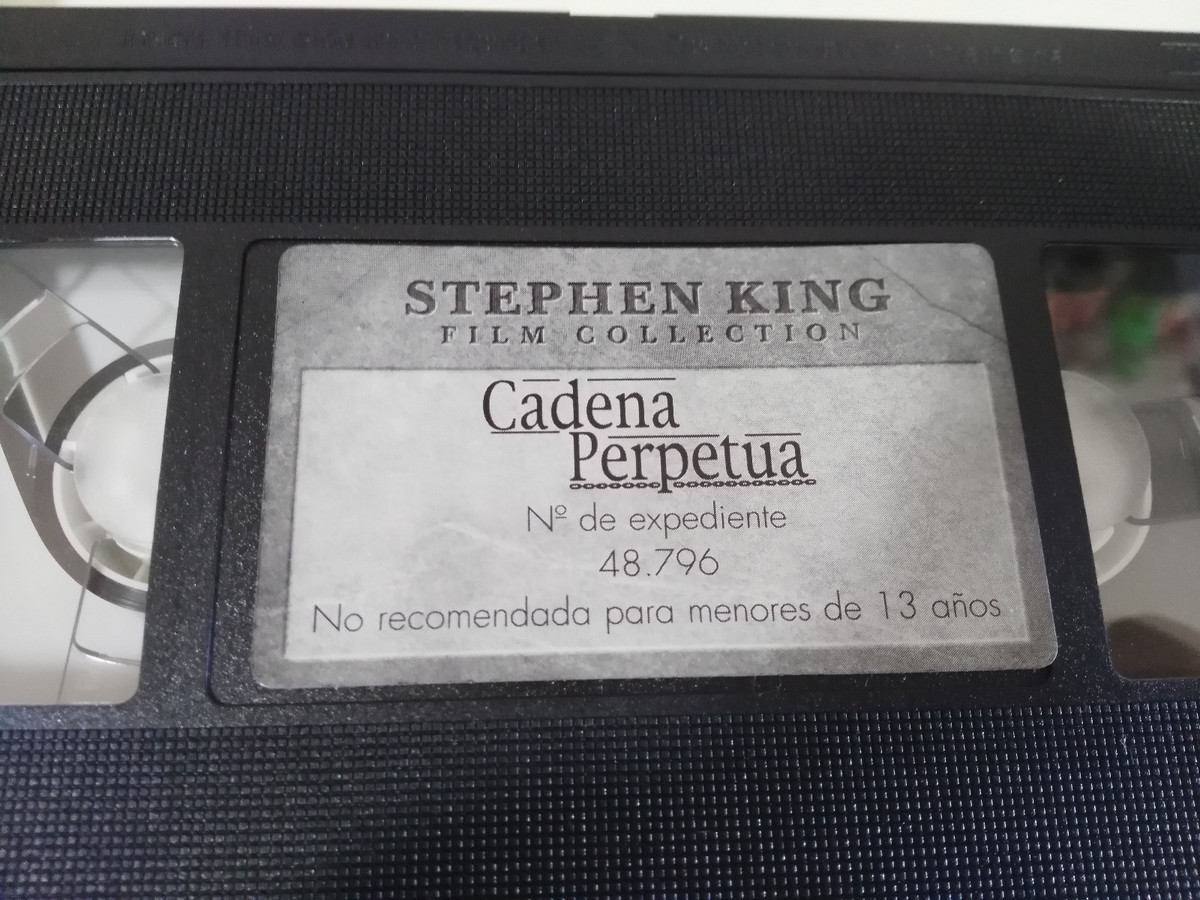 STEPHEN KING
FILM COLLECTION
Cadena
Perpetua
Nº de expediente
48.796
No recomendada para menores de 13 años